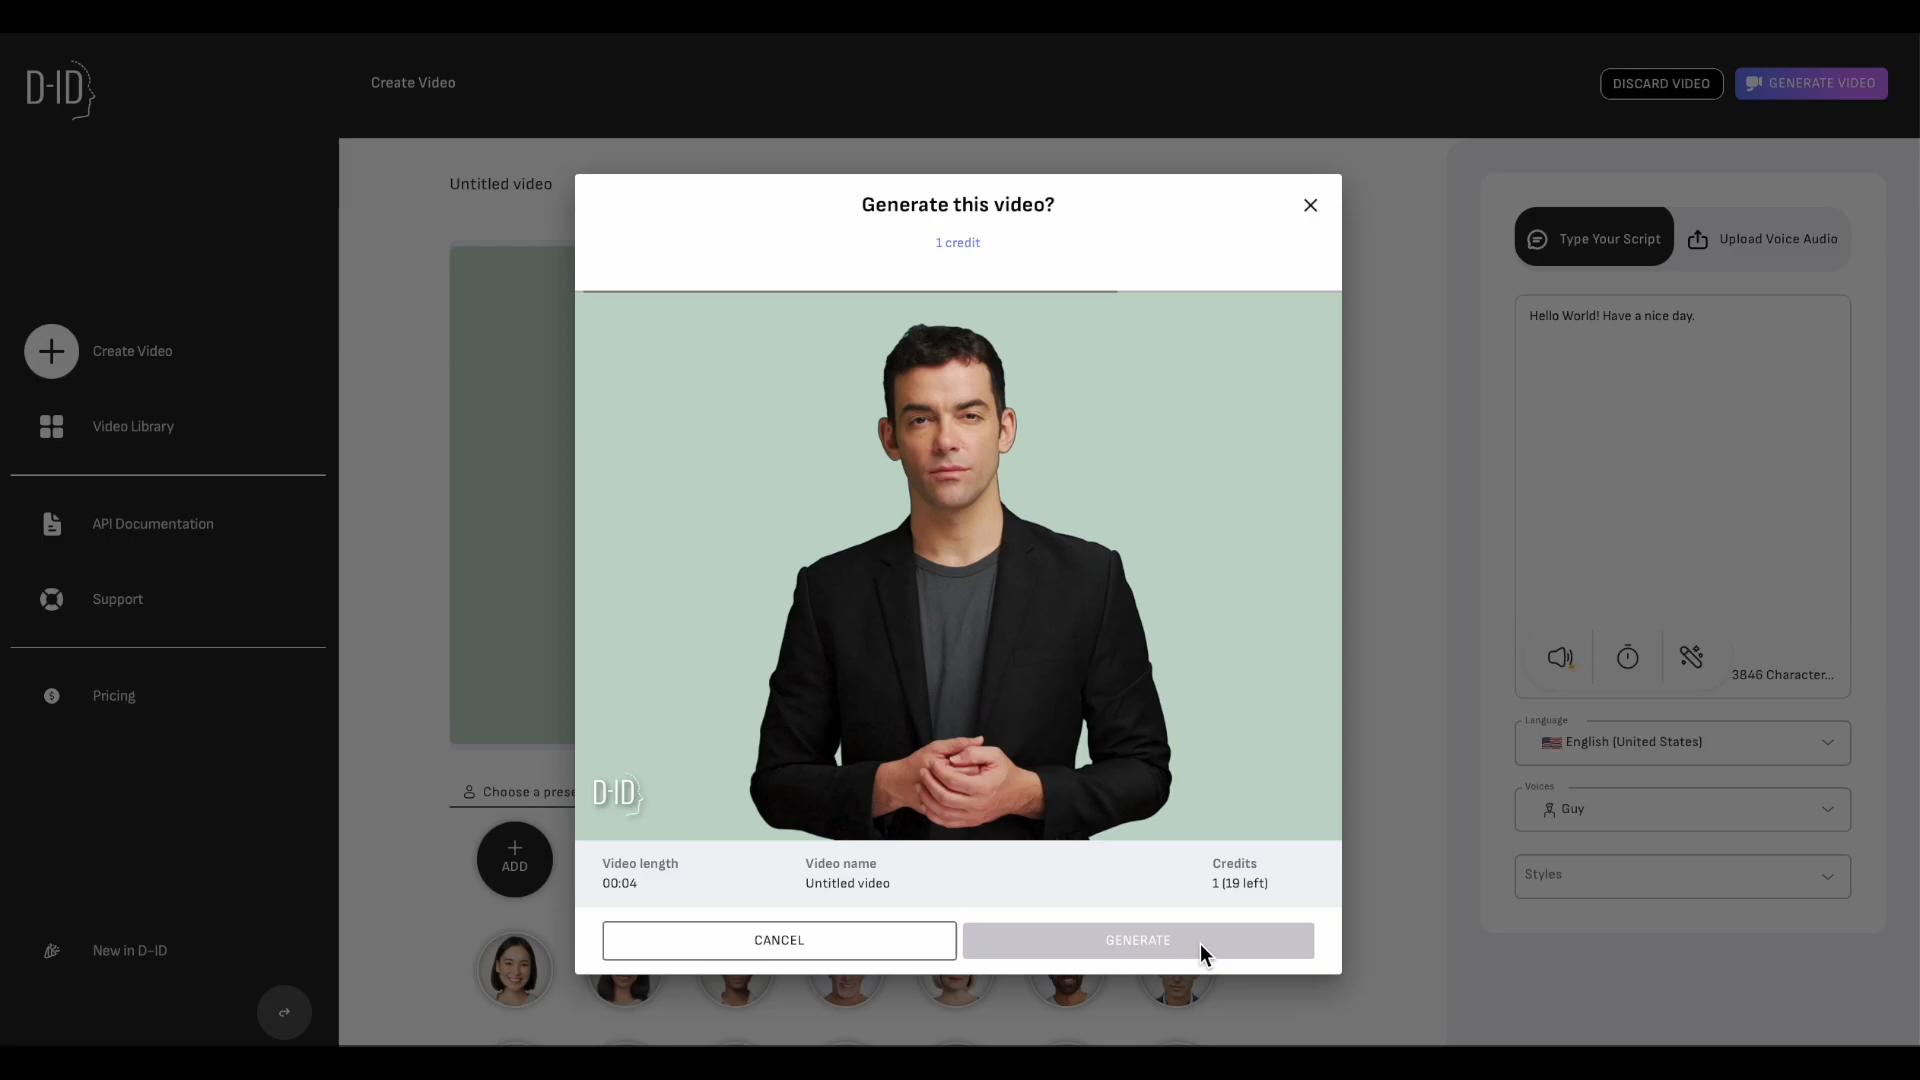 D-ID
Create Video
DISCARD VIDEO
GENERATE VIDEO
Untitled video
Generate this video?
1 credit
Type Your Script
Upload Voice Audio
Hello World! Have a nice day.
Create Video
Video Library
API Documentation
Support
Pricing
3846 Character...
Language
English (United States)
Voices
Guy
Styles
D-ID
Choose a prese
ADD
Video length
00:04
Video name
Untitled video
Credits
1 (19 left)
CANCEL
GENERATE
New in D-ID